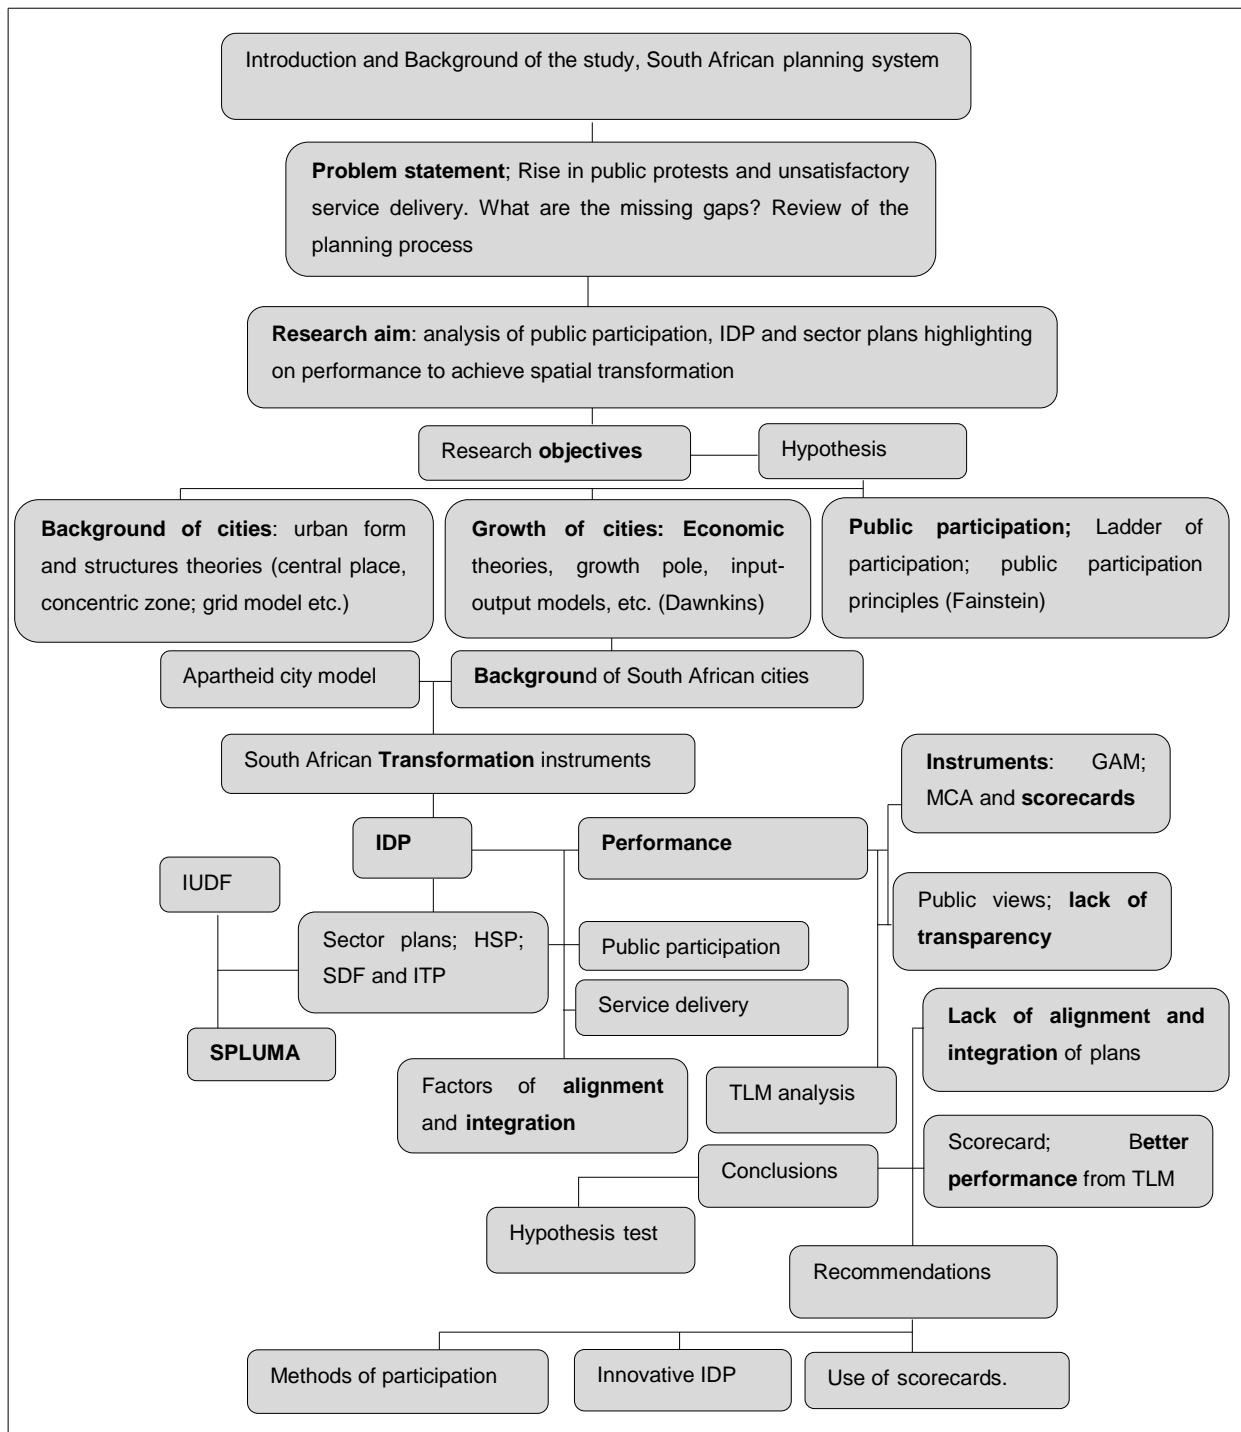 Introduction and Background of the study, South African planning system
Problem statement; Rise in public protests and unsatisfactory
service delivery. What are the missing gaps? Review of the
planning process
Research aim: analysis of public participation, IDP and sector plans highlighting
on performance to achieve spatial transformation
Research objectives
Hypothesis
Background of cities: urban form
and structures theories (central place,
concentric zone; grid model etc.)
Growth of cities: Economic
theories, growth pole, input-
output models, etc. (Dawnkins)
Public participation; Ladder of
participation; public participation
principles (Fainstein)
Apartheid city model
Background of South African cities
South African Transformation instruments
Instruments: GAM;
MCA and scorecards
IDP
Performance
IUDF
Public views; lack of
transparency
Sector plans; HSP;
SDF and ITP
Public participation
Service delivery
SPLUMA
Lack of alignment and
integration of plans
Factors of alignment
and integration
TLM analysis
Conclusions
Scorecard; Better
performance from TLM
Hypothesis test
Recommendations
Methods of participation
Innovative IDP
Use of scorecards.